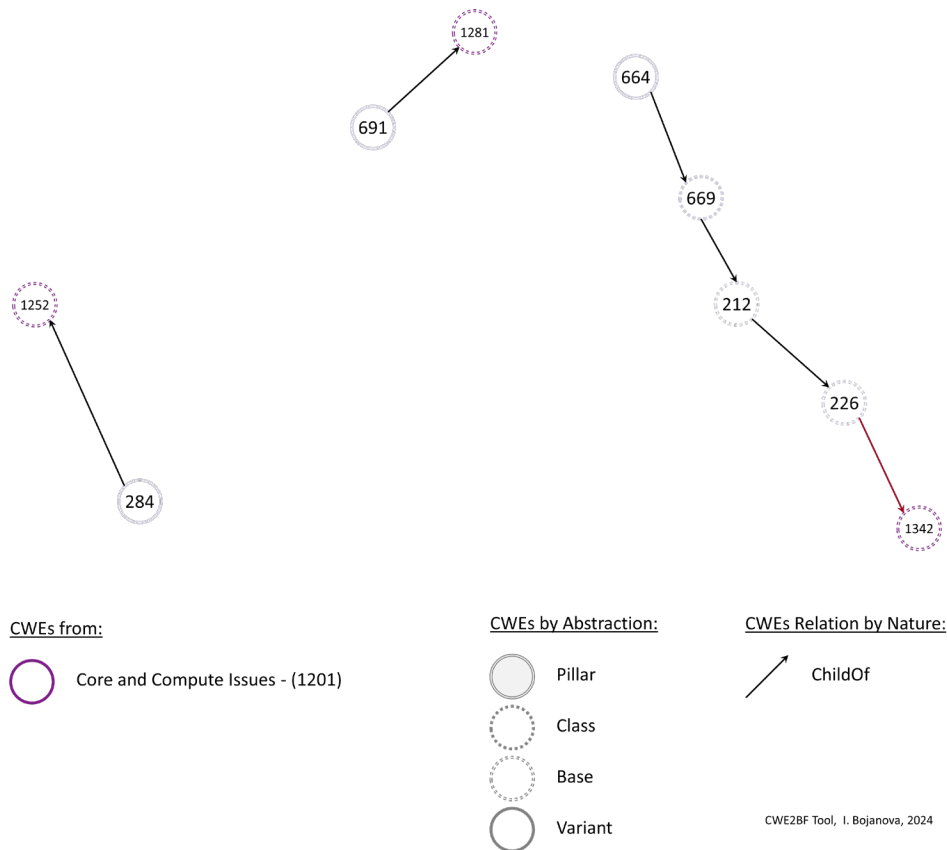 1281
664
691
669
1252
212
226
284
1342
CWEs from:
Core and Compute Issues - (1201)
CWEs by Abstraction:
Pillar
Class
Base
Variant
CWEs Relation by Nature:
ChildOf
CWE2BF Tool, I. Bojanova, 2024